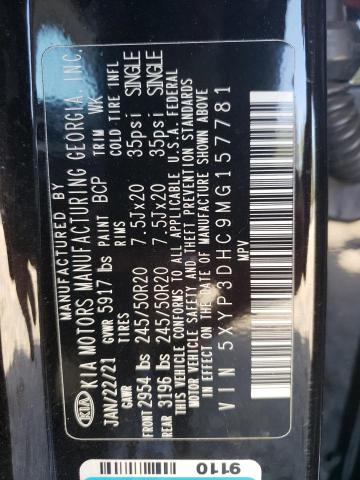 MANUFACTURED BY
KIA KIA MOTORS MANUFACTURING GEORGIA, INC.
JAN/22/21 GVWR 5917 lbs PAINT BCP TRIM WK
GAWR TIRES RIMS COLD TIRE INFL
FRONT 2954 lbs 245/50R20 7.5Jx20 35psi SINGLE
REAR 3196 lbs 245/50R20 7.5Jx20 35psi SINGLE
THIS VEHICLE CONFORMS TO ALL APPLICABLE U.S.A. FEDERAL
MOTOR VEHICLE SAFETY AND THEFT PREVENTION STANDARDS
IN EFFECT ON THE DATE OF MANUFACTURE SHOWN ABOVE
VIN 5XYP3DHC9MG157781
MPV
9110